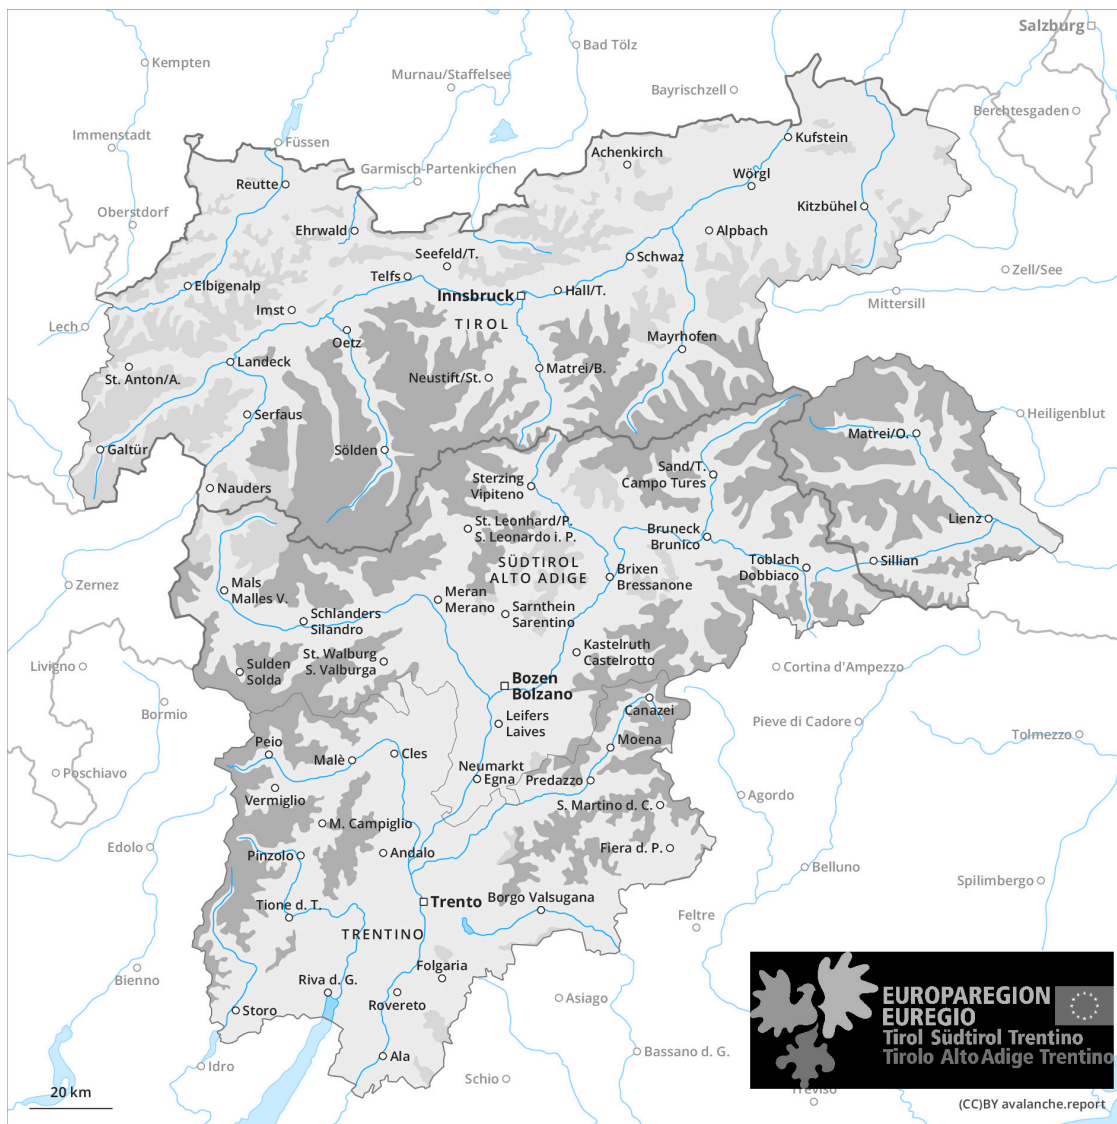 Salzburg
Bad Tölz
Kempten
Murnau/Staffelsee
Bayrischzell
Berchtesgaden
Immenstadt
Füssen
Kufstein
Achenkirch
Garmisch-Partenkirchen
Wörgl
Reutte
Kitzbühel
Oberstdorf
Ehrwald
Alpbach
Seefeld/T.
Schwaz
Telfs
Zell/See
Elbigenalp
Hall/T.
Innsbruck
Mittersill
Imst
TIROL
Lech
Oetz
Mayrhofen
Landeck
Matrei/B.
St. Anton/A.
Neustift/St.
Serfaus
Heiligenblut
Matrei/O.
Galtür
Sölden
Sand/T.
Campo Tures
Sterzing
Vipiteno
Nauders
Lienz
St. Leonhard/P.
S. Leonardo i. P.
Bruneck
Brunico
SÜDTIROL
ALTO ADIGE
Toblach
Dobbiaco
Sillian
Brixen
Bressanone
Zernez
Mals
Malles V.
Meran
Merano
Sarnthein
Sarentino
Schlanders
Silandro
Kastelruth
Castelrotto
St. Walburg
S. Valburga
Livigno
Sulden
Solda
Cortina d'Ampezzo
Bozen
Bolzano
Bormio
Canazei
Leifers
Laives
Pieve di Cadore
Tolmezzo
Peio
Moena
Malè
Cles
Poschiavo
Neumarkt
Egna
Predazzo
Vermiglio
Agordo
S. Martino d. C.
M. Campiglio
Edolo
Pinzolo
Andalo
Fiera d. P.
Belluno
Spilimbergo
Trento
Borgo Valsugana
Tione d. T.
Feltre
TRENTINO
Folgaria
Bienno
Riva d. G.
Rovereto
Asiago
Storo
EUROPAREGION
EUREGIO
Tirol Südtirol Trentino
Tirolo Alto Adige Trentino
Ala
Idro
Bassano d. G.
Schio
Treviso
20 km
(CC)BY avalanche.report